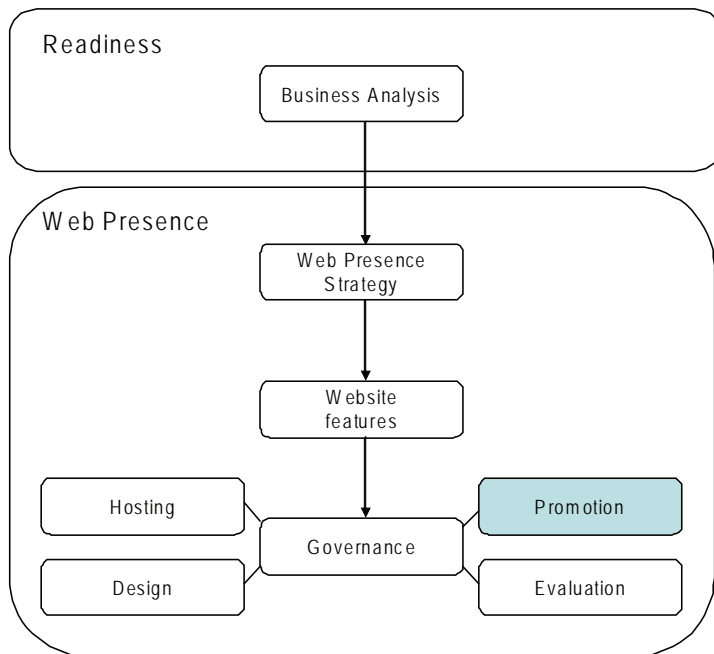 Readiness
Business Analysis
Web Presence
Web Presence
Strategy
Website
features
Hosting
Promotion
Governance
Design
Evaluation